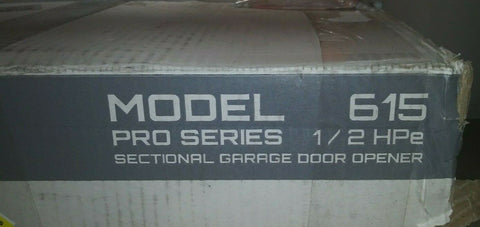 MODEL 615
PRO SERIES 1/2 HPe
SECTIONAL GARAGE DOOR OPENER